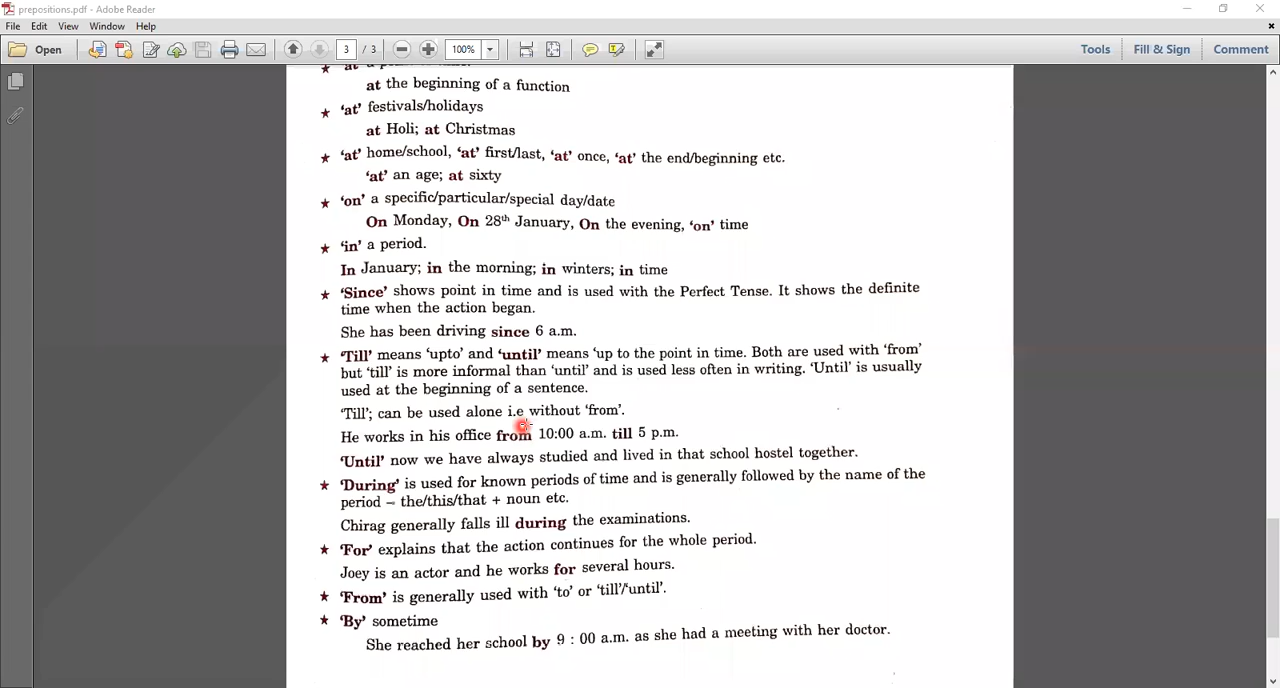 prepositions.pdf - Adobe Reader
File Edit View Window Help
Open 3 / 3 100% Tools Fill & Sign Comment
at the beginning of a function
★ 'at' festivals/holidays
at Holi; at Christmas
★ 'at' home/school, 'at' first/last, 'at' once, 'at' the end/beginning etc.
'at' an age; at sixty
★ 'on' a specific/particular/special day/date
On Monday, On 28th January, On the evening, 'on' time
★ 'in' a period.
In January; in the morning; in winters; in time
★ 'Since' shows point in time and is used with the Perfect Tense. It shows the definite
time when the action began.
She has been driving since 6 a.m.
★ 'Till' means 'upto' and 'until' means 'up to the point in time. Both are used with 'from'
but 'till' is more informal than 'until' and is used less often in writing. 'Until' is usually
used at the beginning of a sentence.
'Till'; can be used alone i.e without 'from'.
He works in his office from 10:00 a.m. till 5 p.m.
'Until' now we have always studied and lived in that school hostel together.
★ 'During' is used for known periods of time and is generally followed by the name of the
period – the/this/that + noun etc.
Chirag generally falls ill during the examinations.
★ 'For' explains that the action continues for the whole period.
Joey is an actor and he works for several hours.
★ 'From' is generally used with 'to' or 'till'/'until'.
★ 'By' sometime
She reached her school by 9 : 00 a.m. as she had a meeting with her doctor.